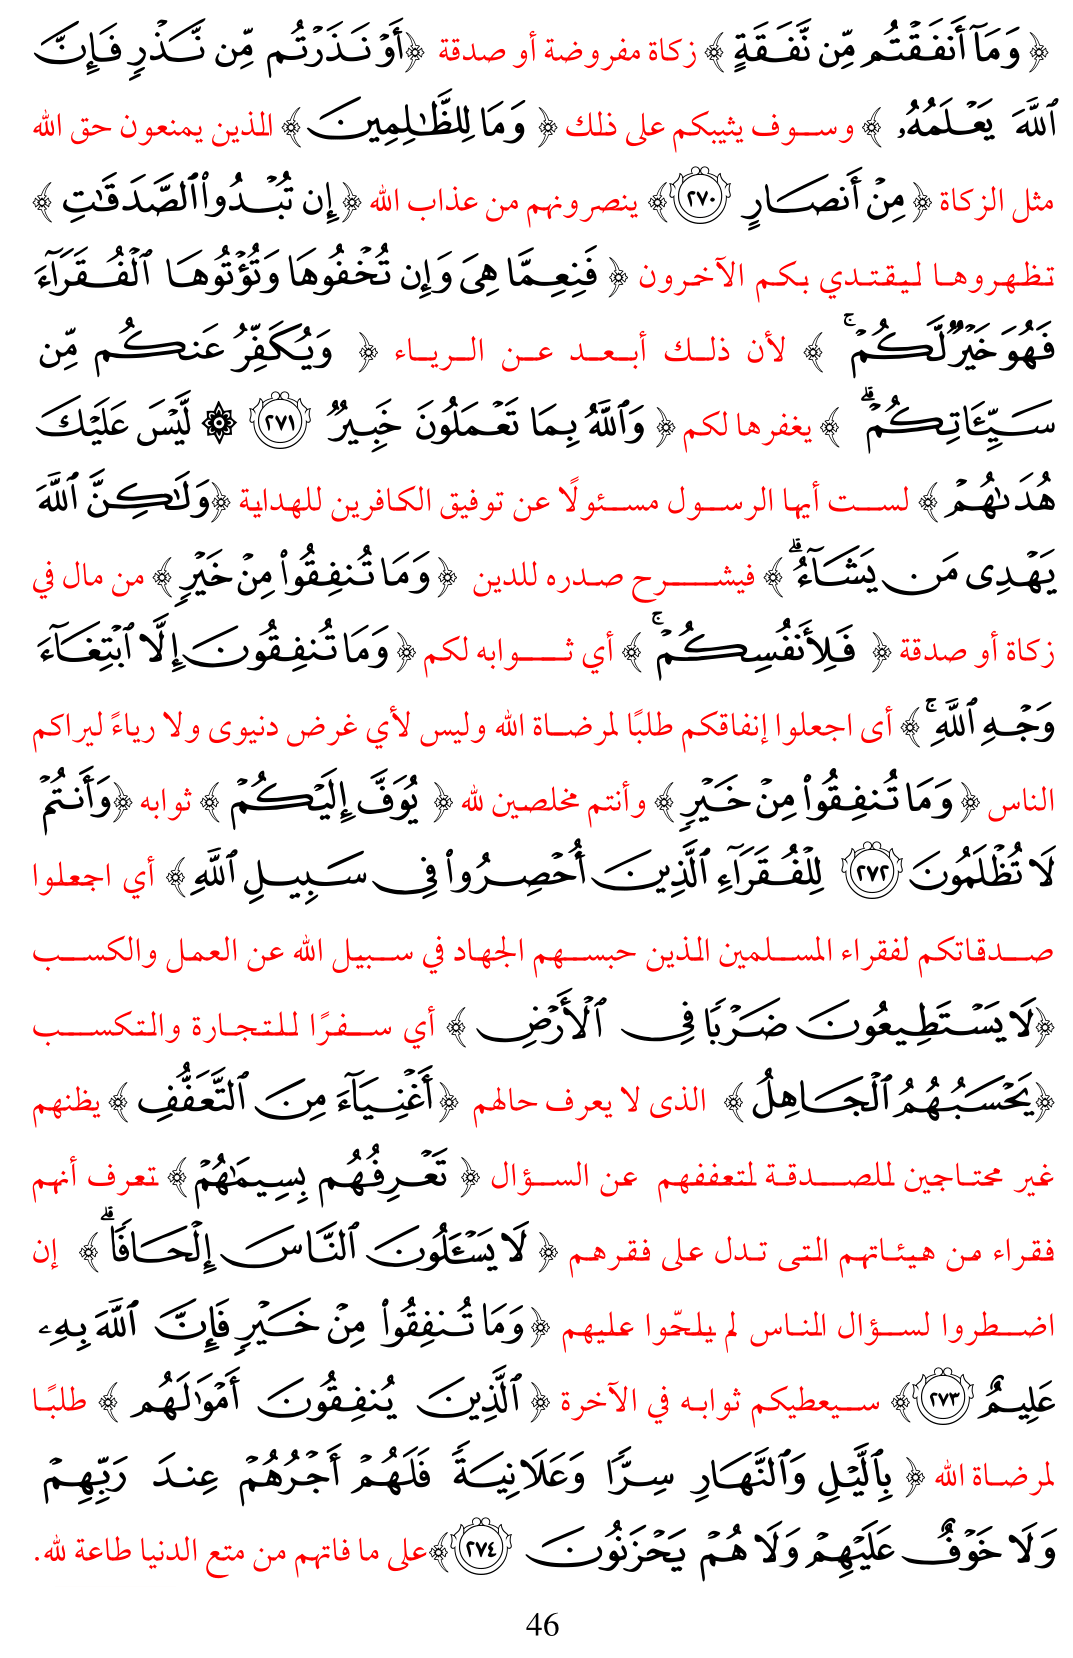 ﴿ وَمَآ أَنفَقۡتُم مِّن نَّفَقَةٍ ﴾ زكاة مفروضة أو صدقة ﴿أَوۡ نَذَرۡتُم مِّن نَّذۡرٖ فَإِنَّ
ٱللَّهَ يَعۡلَمُهُۥ ﴾ وسوف يثيبكم على ذلك ﴿ وَمَا لِلظَّٰلِمِينَ﴾ الذين يمنعون حق الله
مثل الزكاة ﴿ مِنۡ أَنصَارٍ ٢٧٠﴾ ينصرونهم من عذاب الله ﴿إِن تُبۡدُواْ ٱلصَّدَقَٰتِ ﴾
تظهروها ليقتدي بكم الآخرون ﴿ فَنِعِمَّا هِيَ وَإِن تُخۡفُوهَا وَتُؤۡتُوهَا ٱلۡفُقَرَآءَ
فَهُوَ خَيۡرٞ لَّكُمۡۚ ﴾ لأن ذلك أبعد عن الرياء ﴿ وَيُكَفِّرُ عَنكُم مِّن
سَيِّـَٔاتِكُمۡۗ ﴾ يغفرها لكم ﴿ وَٱللَّهُ بِمَا تَعۡمَلُونَ خَبِيرٞ ٢٧١ ۞ لَّيۡسَ عَلَيۡكَ
هُدَىٰهُمۡ ﴾ لست أيها الرسول مسئولًا عن توفيق الكافرين للهداية ﴿وَلَٰكِنَّ ٱللَّهَ
يَهۡدِي مَن يَشَآءُۗ ﴾ فيشرح صدره للدين ﴿ وَمَا تُنفِقُواْ مِنۡ خَيۡرٖ ﴾ من مال في
زكاة أو صدقة ﴿ فَلِأَنفُسِكُمۡۚ ﴾ أي ثوابه لكم ﴿ وَمَا تُنفِقُونَ إِلَّا ٱبۡتِغَآءَ
وَجۡهِ ٱللَّهِۚ ﴾ أى اجعلوا إنفاقكم طلبًا لمرضاة الله وليس لأي غرض دنيوى ولا رياءً ليراكم
الناس ﴿ وَمَا تُنفِقُواْ مِنۡ خَيۡرٖ ﴾ وأنتم مخلصين لله ﴿ يُوَفَّ إِلَيۡكُمۡ ﴾ ثوابه ﴿وَأَنتُمۡ
لَا تُظۡلَمُونَ ٢٧٢ لِلۡفُقَرَآءِ ٱلَّذِينَ أُحۡصِرُواْ فِي سَبِيلِ ٱللَّهِ ﴾ أي اجعلوا
صدقاتكم لفقراء المسلمين الذين حبسهم الجهاد في سبيل الله عن العمل والكسب
﴿لَا يَسۡتَطِيعُونَ ضَرۡبٗا فِي ٱلۡأَرۡضِ ﴾ أي سفرًا للتجارة والتكسب
﴿يَحۡسَبُهُمُ ٱلۡجَاهِلُ ﴾ الذى لا يعرف حالهم ﴿ أَغۡنِيَآءَ مِنَ ٱلتَّعَفُّفِ ﴾ يظنهم
غير محتاجين للصدقة لتعففهم عن السؤال ﴿ تَعۡرِفُهُم بِسِيمَٰهُمۡ ﴾ تعرف أنهم
فقراء من هيئاتهم التى تدل على فقرهم ﴿ لَا يَسۡـَٔلُونَ ٱلنَّاسَ إِلۡحَافٗاۗ ﴾ إن
اضطروا لسؤال الناس لم يلحّوا عليهم ﴿ وَمَا تُنفِقُواْ مِنۡ خَيۡرٖ فَإِنَّ ٱللَّهَ بِهِۦ
عَلِيمٌ ٢٧٣﴾ سيعطيكم ثوابه في الآخرة ﴿ ٱلَّذِينَ يُنفِقُونَ أَمۡوَٰلَهُم ﴾ طلبًا
لمرضاة الله ﴿ بِٱلَّيۡلِ وَٱلنَّهَارِ سِرّٗا وَعَلَانِيَةٗ فَلَهُمۡ أَجۡرُهُمۡ عِندَ رَبِّهِمۡ
وَلَا خَوۡفٌ عَلَيۡهِمۡ وَلَا هُمۡ يَحۡزَنُونَ ٢٧٤ ﴾على ما فاتهم من متع الدنيا طاعة لله.
46